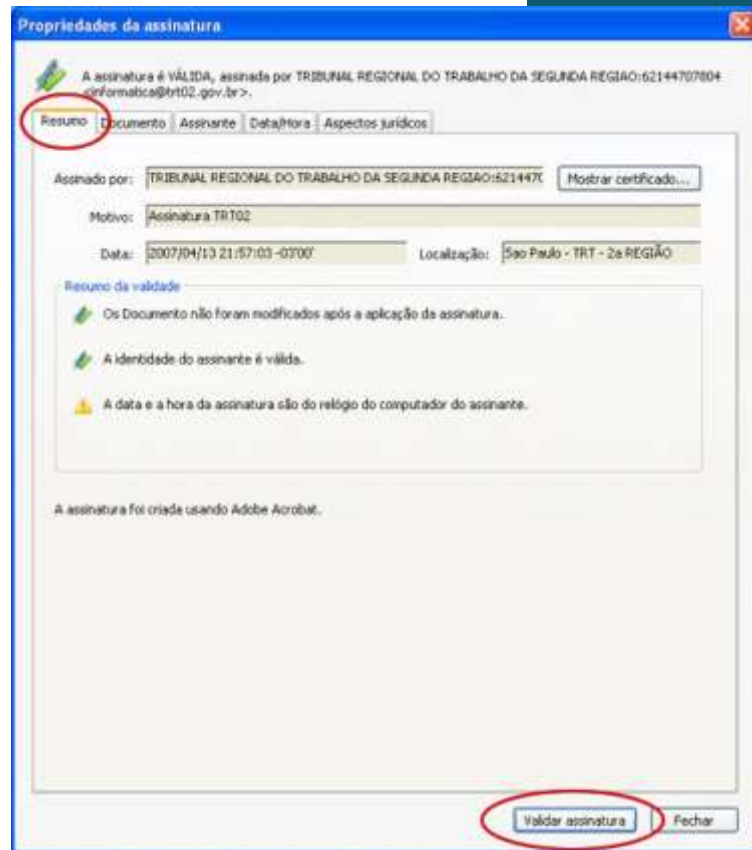 Propriedades da assinatura
A assinatura é VÁLIDA, assinada por TRIBUNAL REGIONAL DO TRABALHO DA SEGUNDA REGIAO:62144707804
<informatica@trt02.gov.br>.
Resumo Documento Assinante Data/Hora Aspectos jurídicos
Assinado por: TRIBUNAL REGIONAL DO TRABALHO DA SEGUNDA REGIAO:6214470 Mostrar certificado...
Motivo: Assinatura TRT02
Data: 2007/04/13 21:57:03 -03'00' Localização: Sao Paulo - TRT - 2a REGIÃO
Resumo da validade
Os Documento não foram modificados após a aplicação da assinatura.
A identidade do assinante é válida.
A data e a hora da assinatura são do relógio do computador do assinante.
A assinatura foi criada usando Adobe Acrobat.
Validar assinatura Fechar